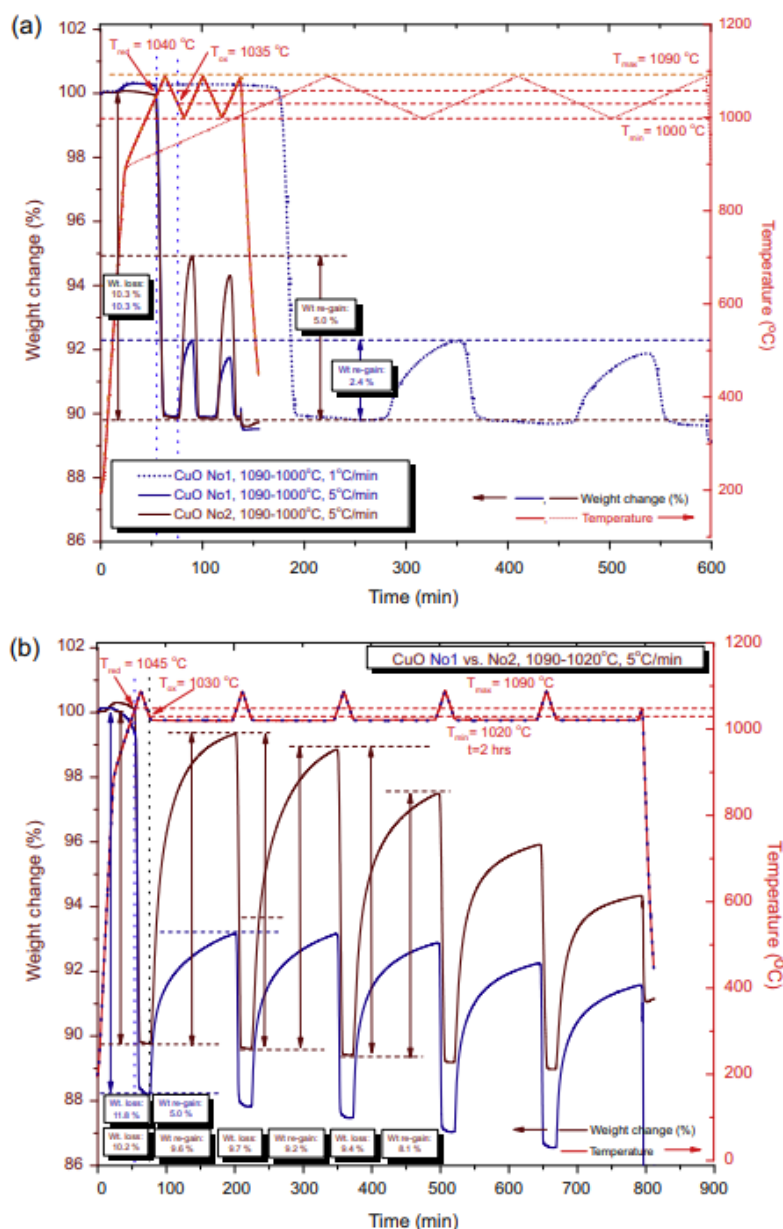 (a)
102
100
98
96
94
92
90
88
86
Weight change (%)
T_red = 1040 °C
T_ox = 1035 °C
T_max = 1090 °C
T_min = 1000 °C
Wt. loss:
10.3 %
10.3 %
Wt re-gain:
5.0 %
Wt re-gain:
2.4 %
CuO No1, 1090-1000°C, 1°C/min
CuO No1, 1090-1000°C, 5°C/min
CuO No2, 1090-1000°C, 5°C/min
Weight change (%)
Temperature
1200
1000
800
600
400
200
Temperature (°C)
0 100 200 300 400 500 600
Time (min)
(b)
102
100
98
96
94
92
90
88
86
Weight change (%)
T_red = 1045 °C
T_ox = 1030 °C
CuO No1 vs. No2, 1090-1020°C, 5°C/min
T_max = 1090 °C
T_min = 1020 °C
t=2 hrs
Wt. loss:
11.8 %
Wt re-gain:
5.0 %
Wt. loss:
10.2 %
Wt re-gain:
9.6 %
Wt. loss:
9.7 %
Wt re-gain:
9.2 %
Wt. loss:
9.4 %
Wt re-gain:
8.1 %
Weight change (%)
Temperature
1200
1000
800
600
400
200
0
Temperature (°C)
0 100 200 300 400 500 600 700 800 900
Time (min)